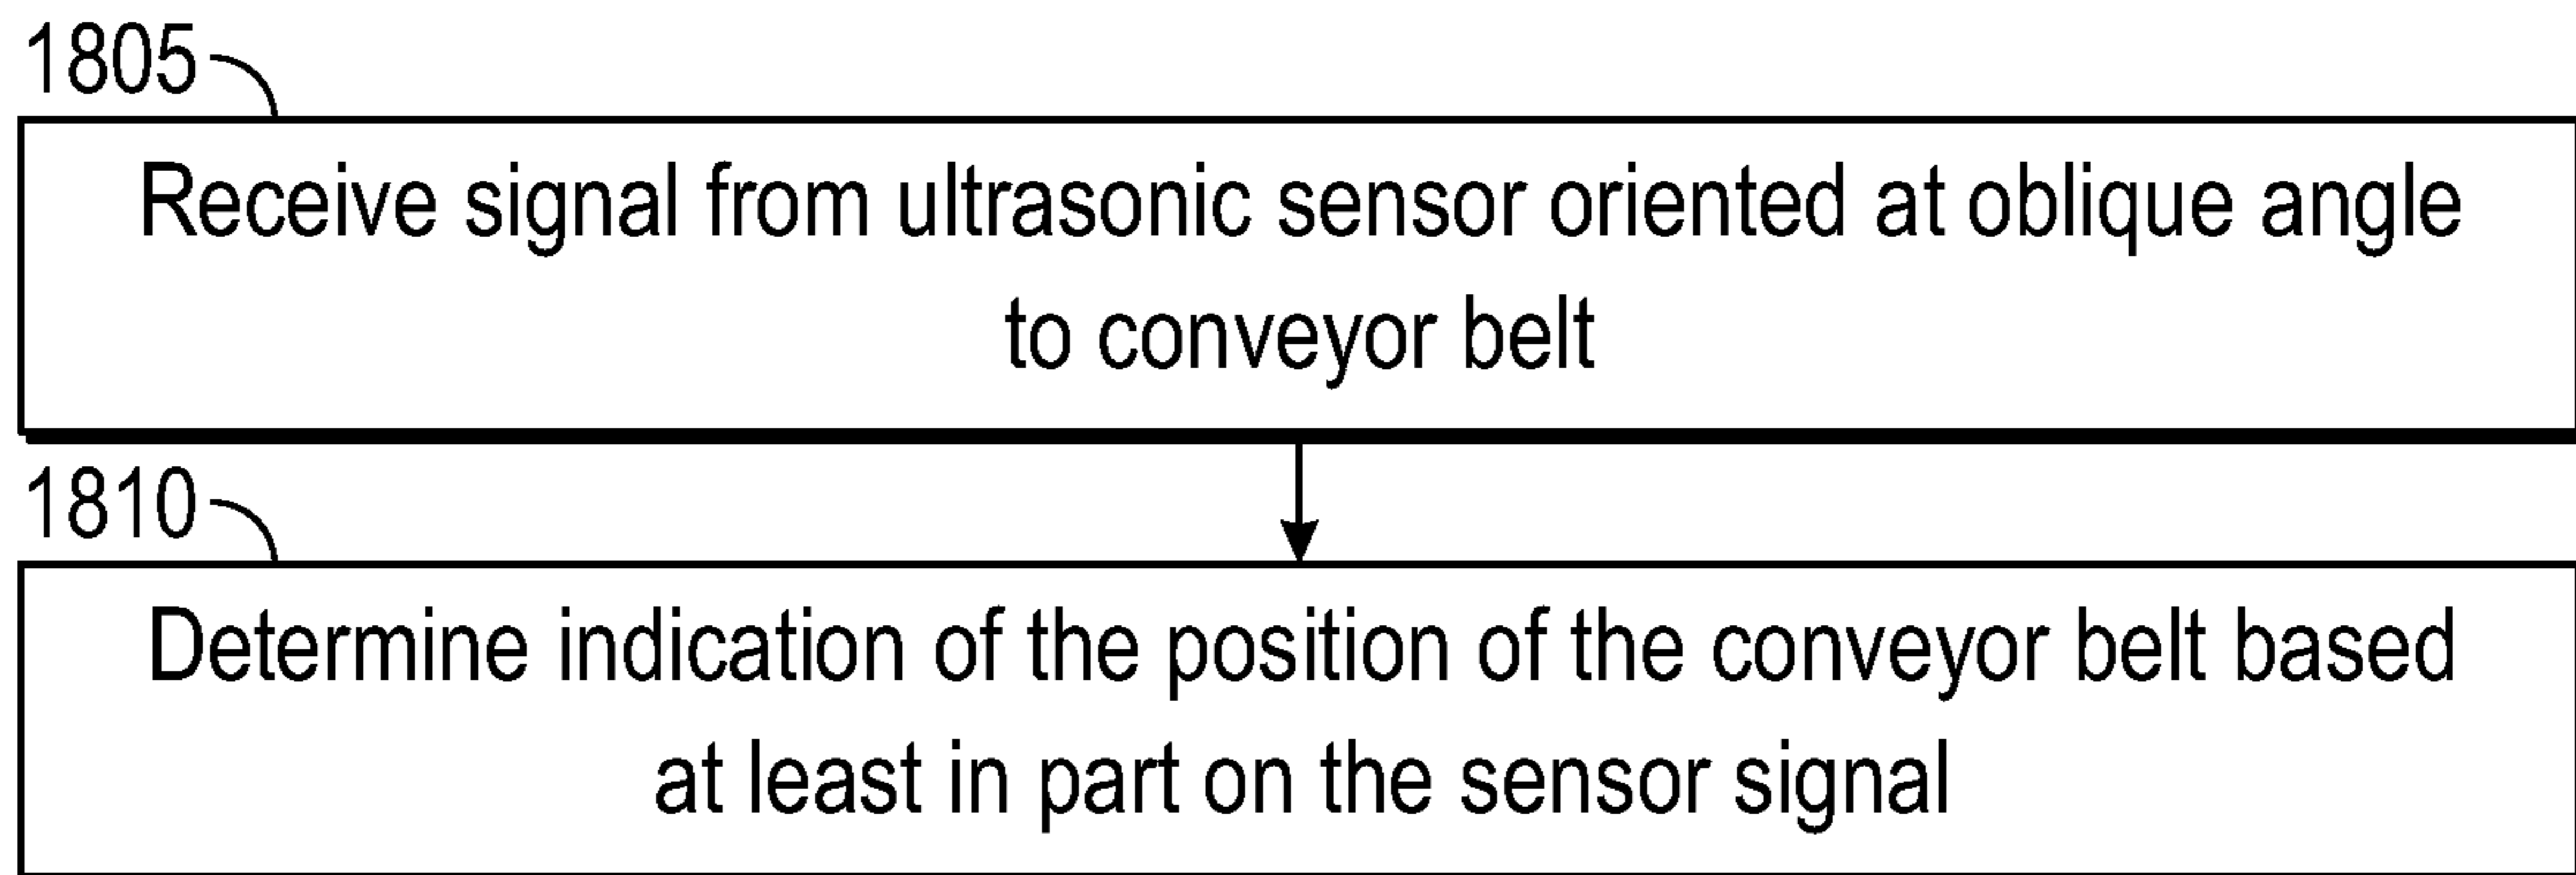 1805
Receive signal from ultrasonic sensor oriented at oblique angle
to conveyor belt
1810
Determine indication of the position of the conveyor belt based
at least in part on the sensor signal